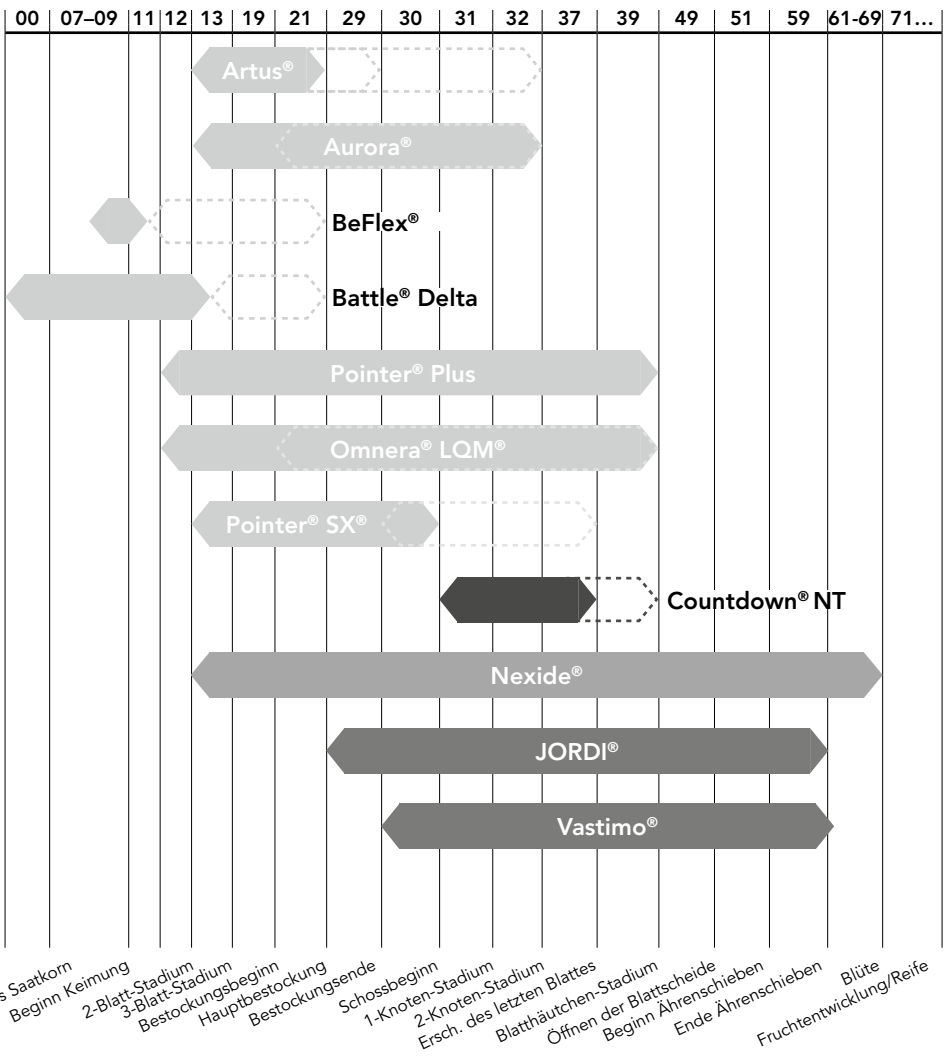 00 07–09 11 12 13 19 21 29 30 31 32 37 39 49 51 59 61-69 71...
Artus®
Aurora®
BeFlex®
Battle® Delta
Pointer® Plus
Omnera® LQM®
Pointer® SX®
Countdown® NT
Nexide®
JORDI®
Vastimo®
Saatkorn
Beginn Keimung
2-Blatt-Stadium
3-Blatt-Stadium
Bestockungsbeginn
Hauptbestockung
Bestockungsende
Schossbeginn
1-Knoten-Stadium
2-Knoten-Stadium
Ersch. des letzten Blattes
Blatthäutchen-Stadium
Öffnen der Blattscheide
Beginn Ährenschieben
Ende Ährenschieben
Blüte
Fruchtentwicklung/Reife